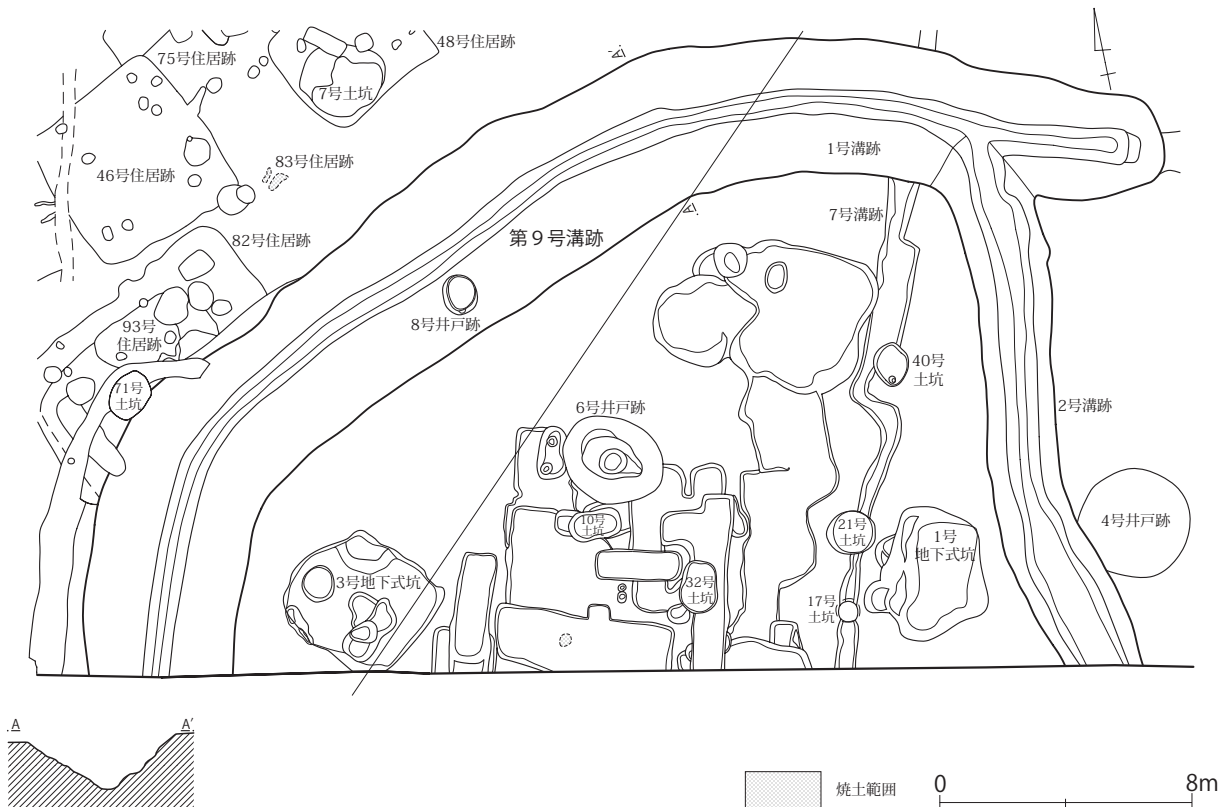 75号住居跡
48号住居跡
7号土坑
46号住居跡
83号住居跡
82号住居跡
93号
住居跡
71号
土坑
A'
A
1号溝跡
7号溝跡
第9号溝跡
8号井戸跡
6号井戸跡
40号
土坑
2号溝跡
4号井戸跡
10号
土坑
21号
土坑
1号
地下式坑
3号地下式坑
32号
土坑
17号
土坑
A
A'
焼土範囲
0
8m